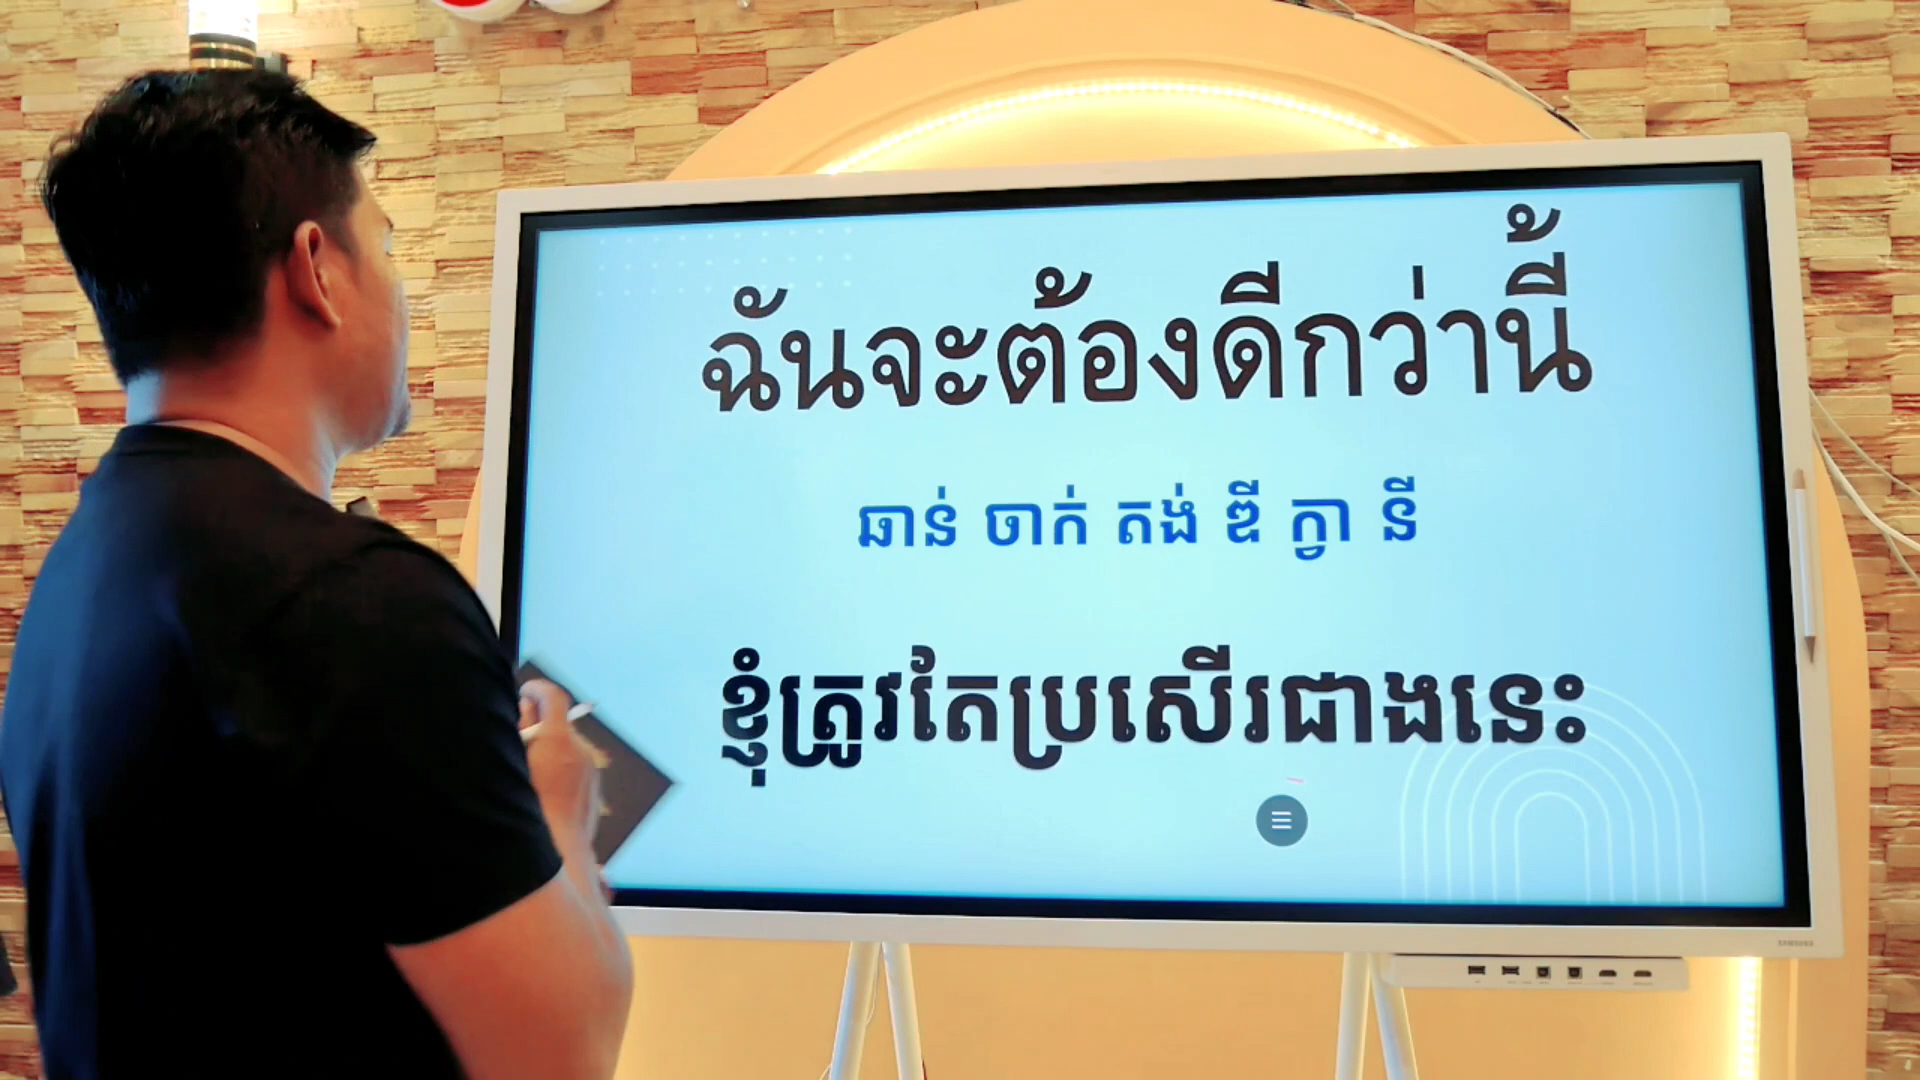 ฉันจะต้องดีกว่านี้
ឆាន់ ចាក់ តង់ ឌី ក្វា នី
ខ្ញុំត្រូវតែប្រសើរជាងនេះ
SAMSUNG